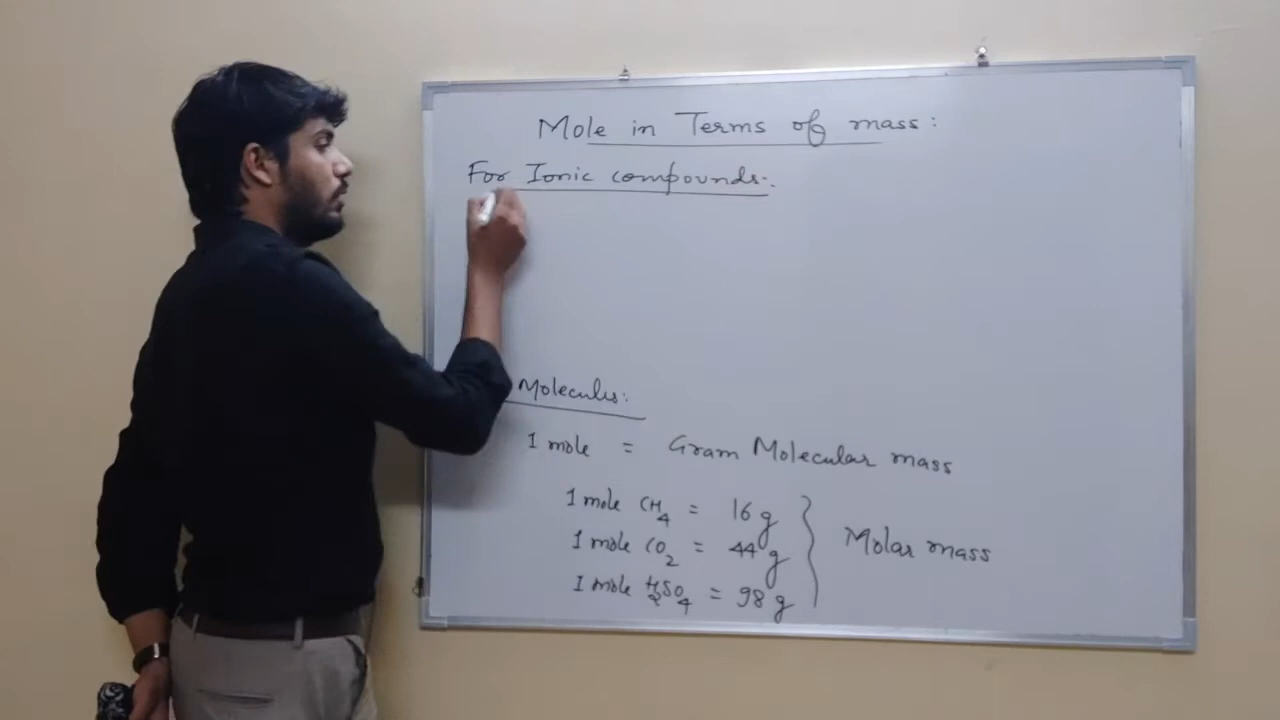 Mole in Terms of mass:
For Ionic compounds:
Molecules:
1 mole = Gram Molecular mass
1 mole CH₄ = 16 g
1 mole CO₂ = 44 g
1 mole H₂SO₄ = 98 g
Molar mass